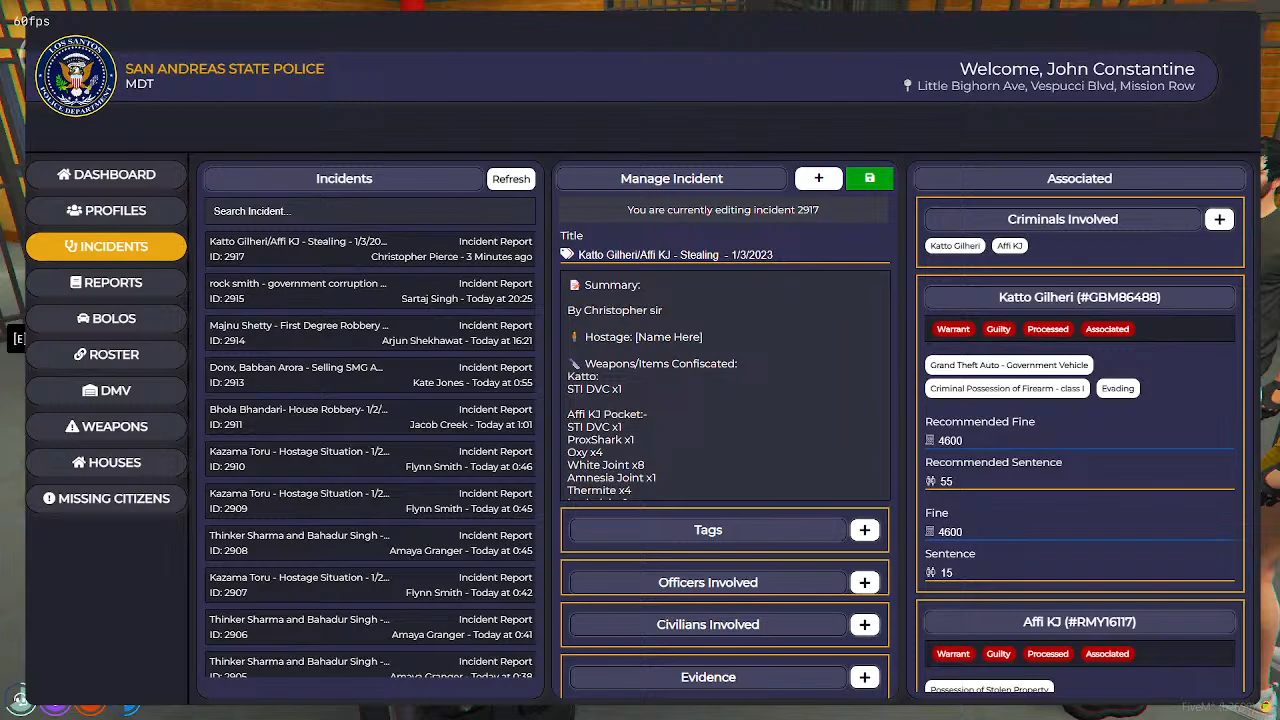 60fps
LOS SANTOS
POLICE DEPARTMENT
SAN ANDREAS STATE POLICE
MDT
Welcome, John Constantine
Little Bighorn Ave, Vespucci Blvd, Mission Row
DASHBOARD
PROFILES
INCIDENTS
REPORTS
BOLOS
ROSTER
DMV
WEAPONS
HOUSES
MISSING CITIZENS
[E]
Incidents
Refresh
Search Incident...
Katto Gilheri/Affi KJ - Stealing - 1/3/20...
Incident Report
ID: 2917
Christopher Pierce - 3 Minutes ago
rock smith - government corruption ...
Incident Report
ID: 2915
Sartaj Singh - Today at 20:25
Majnu Shetty - First Degree Robbery ...
Incident Report
ID: 2914
Arjun Shekhawat - Today at 16:21
Incident Report
ID: 2913
Kate Jones - Today at 0:55
Bhola Bhandari- House Robbery- 1/2/...
Incident Report
ID: 2911
Jacob Creek - Today at 1:01
Kazama Toru - Hostage Situation - 1/2...
Incident Report
ID: 2910
Flynn Smith - Today at 0:46
Kazama Toru - Hostage Situation - 1/2...
Incident Report
ID: 2909
Flynn Smith - Today at 0:45
Thinker Sharma and Bahadur Singh -...
Incident Report
ID: 2908
Amaya Granger - Today at 0:45
Kazama Toru - Hostage Situation - 1/2...
Incident Report
ID: 2907
Flynn Smith - Today at 0:42
Thinker Sharma and Bahadur Singh -...
Incident Report
ID: 2906
Amaya Granger - Today at 0:41
Thinker Sharma and Bahadur Singh -...
Incident Report
ID: 2905
Amaya Granger - Today at 0:38
Manage Incident
+
You are currently editing incident 2917
Title
Katto Gilheri/Affi KJ - Stealing - 1/3/2023
Summary:
By Christopher sir
Hostage: [Name Here]
Weapons/Items Confiscated:
Katto:
STI DVC x1
Affi KJ Pocket:-
STI DVC x1
ProxShark x1
Oxy x4
White Joint x8
Amnesia Joint x1
Thermite x4
Tags
+
Officers Involved
+
Civilians Involved
+
Evidence
+
Associated
Criminals Involved
+
Katto Gilheri
Affi KJ
Katto Gilheri (#GBM86488)
Warrant
Guilty
Processed
Associated
Grand Theft Auto - Government Vehicle
Criminal Possession of Firearm - class I
Evading
Recommended Fine
4600
Recommended Sentence
55
Fine
4600
Sentence
15
Affi KJ (#RMY16117)
Warrant
Guilty
Processed
Associated
Possession of Stolen Property